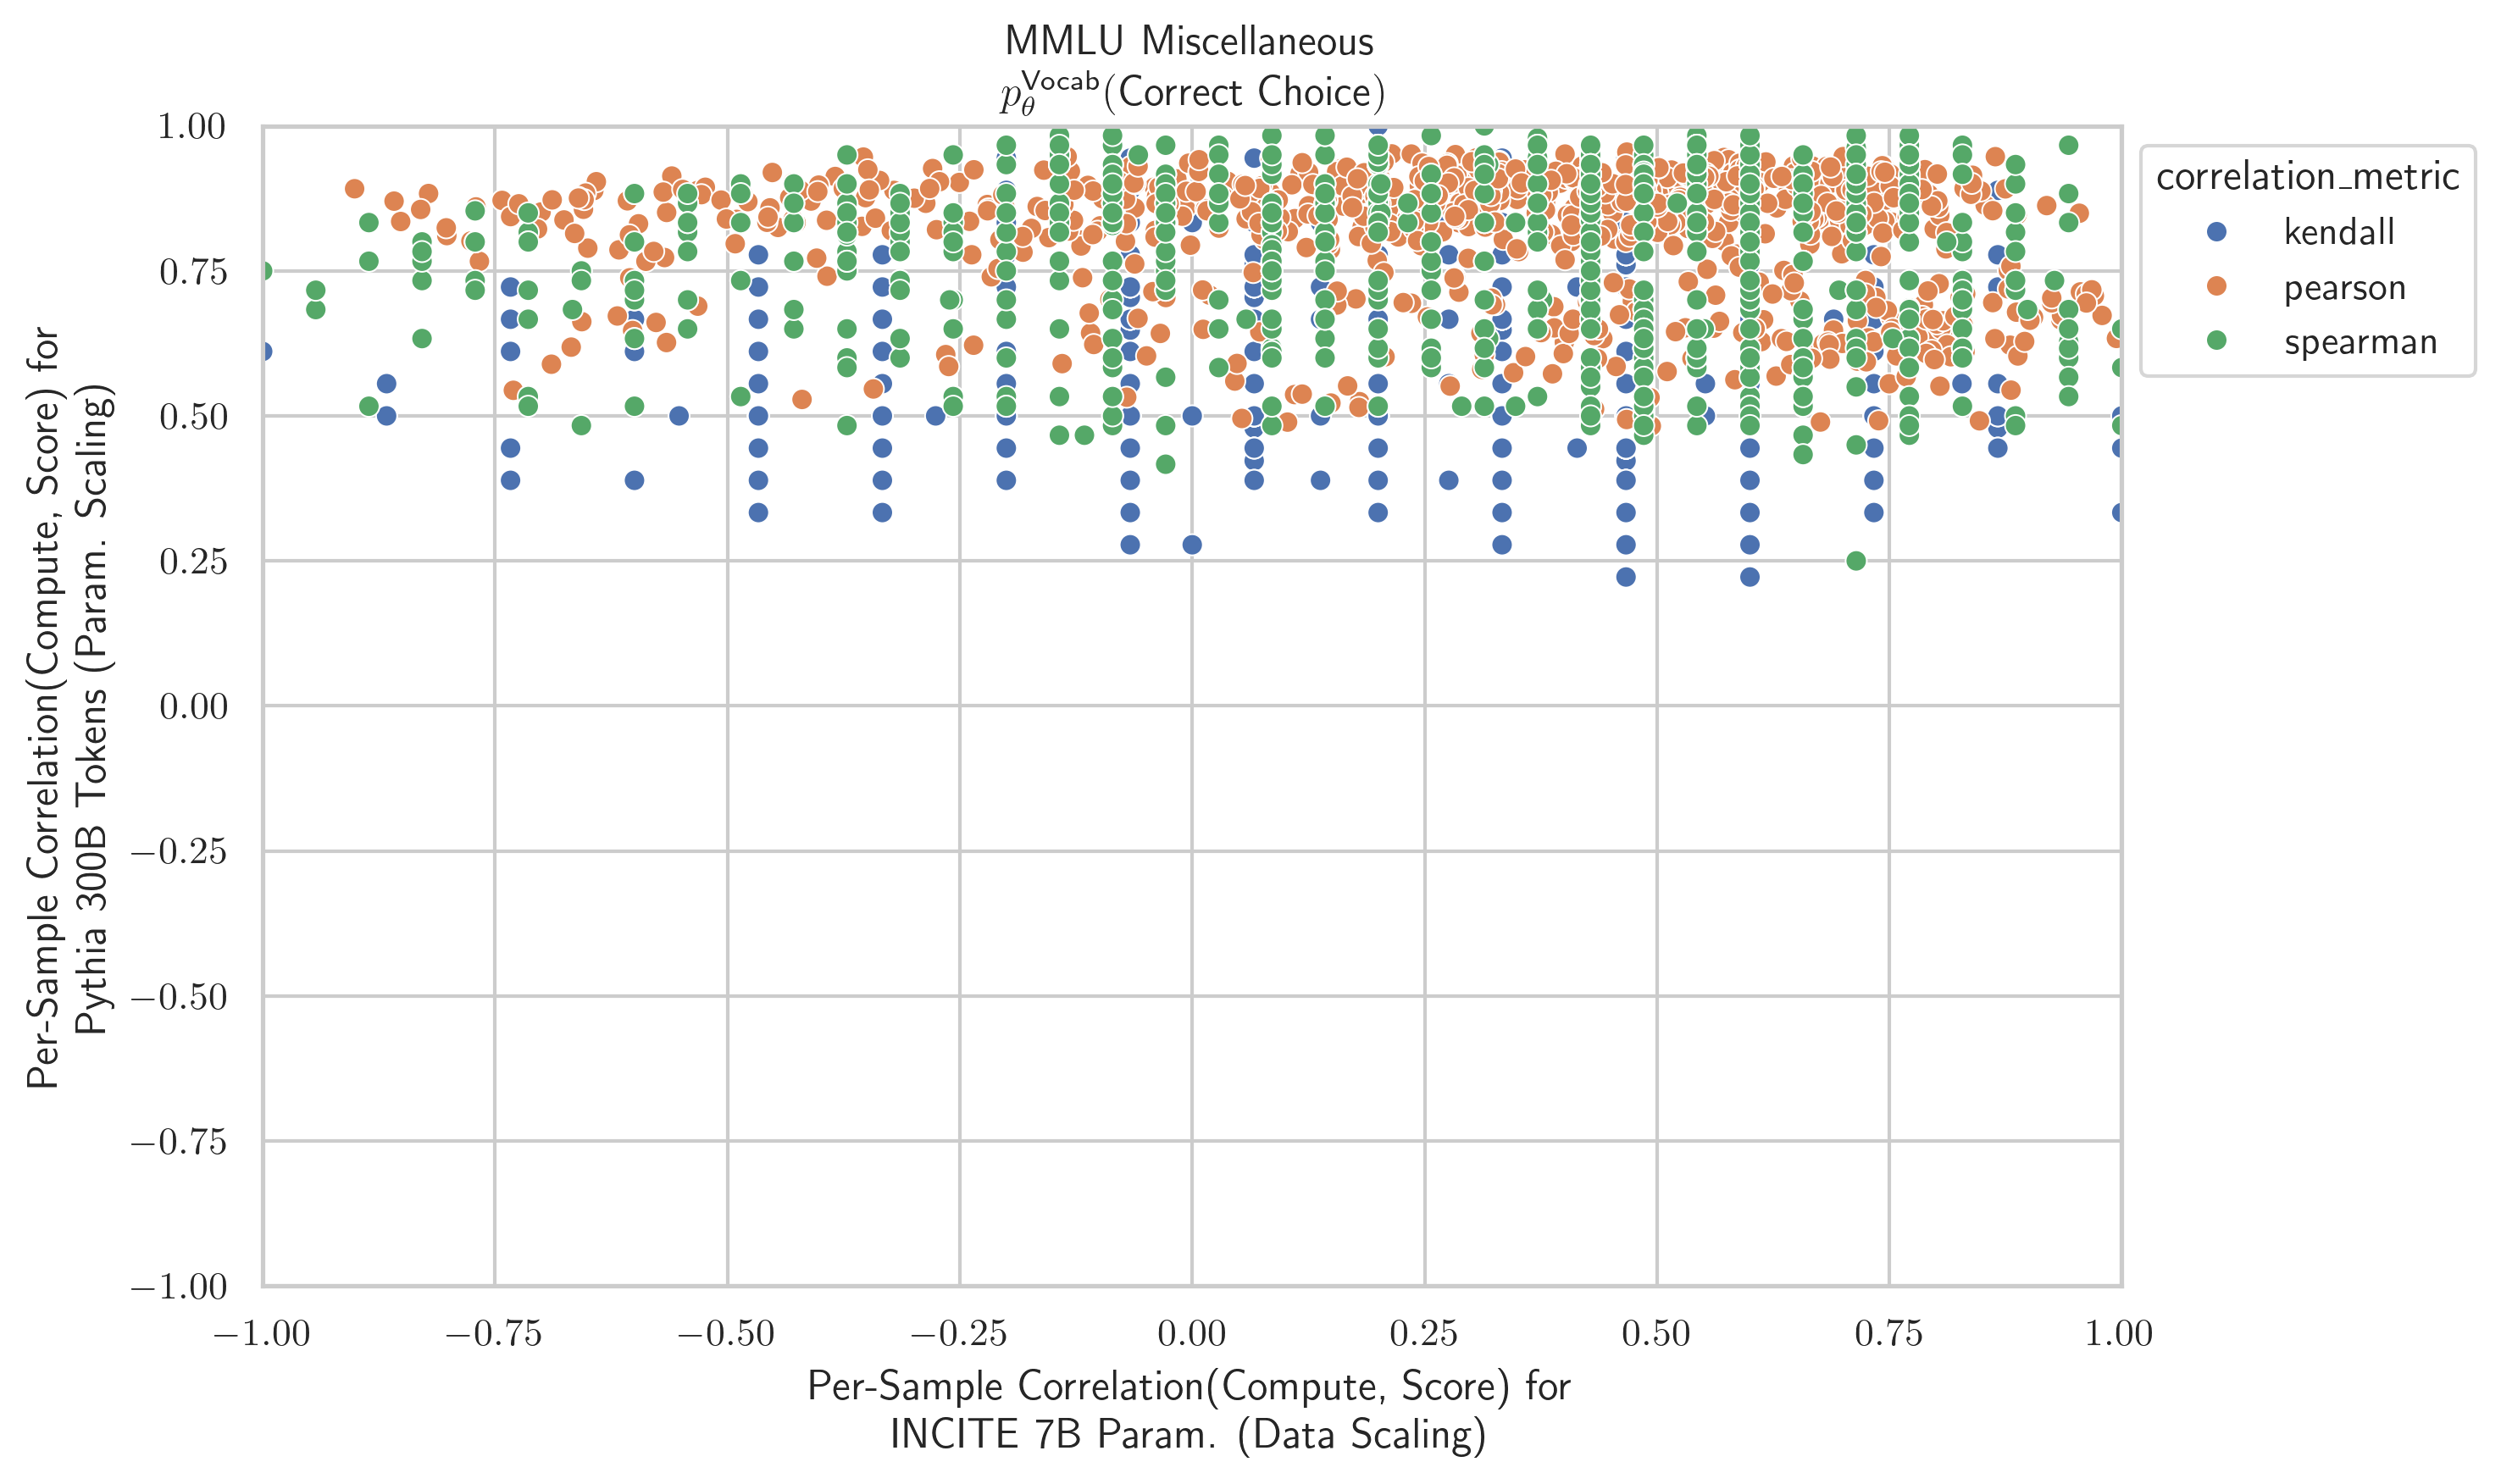 MMLU Miscellaneous
p_θ^Vocab(Correct Choice)
1.00
0.75
0.50
0.25
0.00
−0.25
−0.50
−0.75
−1.00
Per-Sample Correlation(Compute, Score) for
Pythia 300B Tokens (Param. Scaling)
−1.00 −0.75 −0.50 −0.25 0.00 0.25 0.50 0.75 1.00
Per-Sample Correlation(Compute, Score) for
INCITE 7B Param. (Data Scaling)
correlation_metric
kendall
pearson
spearman